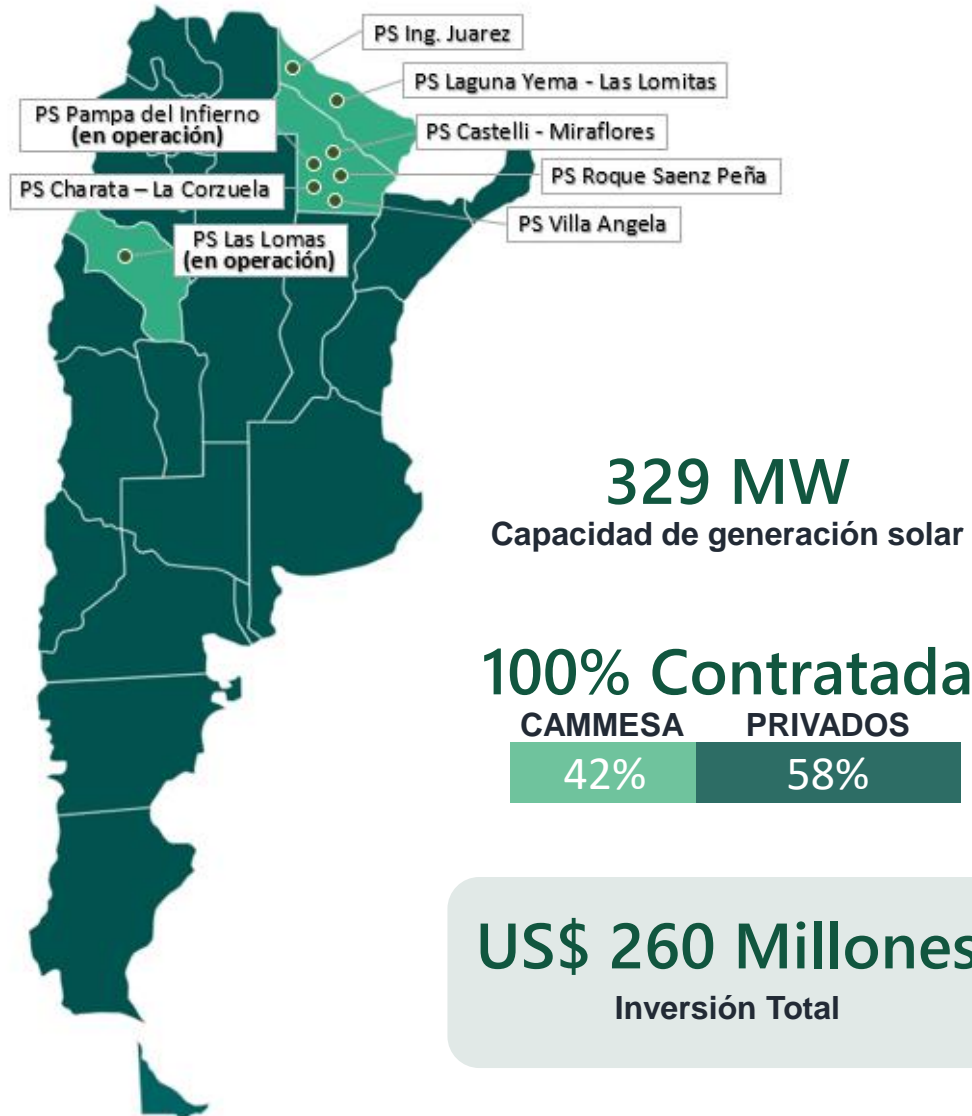 PS Ing. Juarez
PS Laguna Yema - Las Lomitas
PS Pampa del Infierno
(en operación)
PS Castelli - Miraflores
PS Roque Saenz Peña
PS Charata – La Corzuela
PS Villa Angela
PS Las Lomas
(en operación)
329 MW
Capacidad de generación solar
100% Contratada
CAMMESA PRIVADOS
42% 58%
US$ 260 Millones
Inversión Total